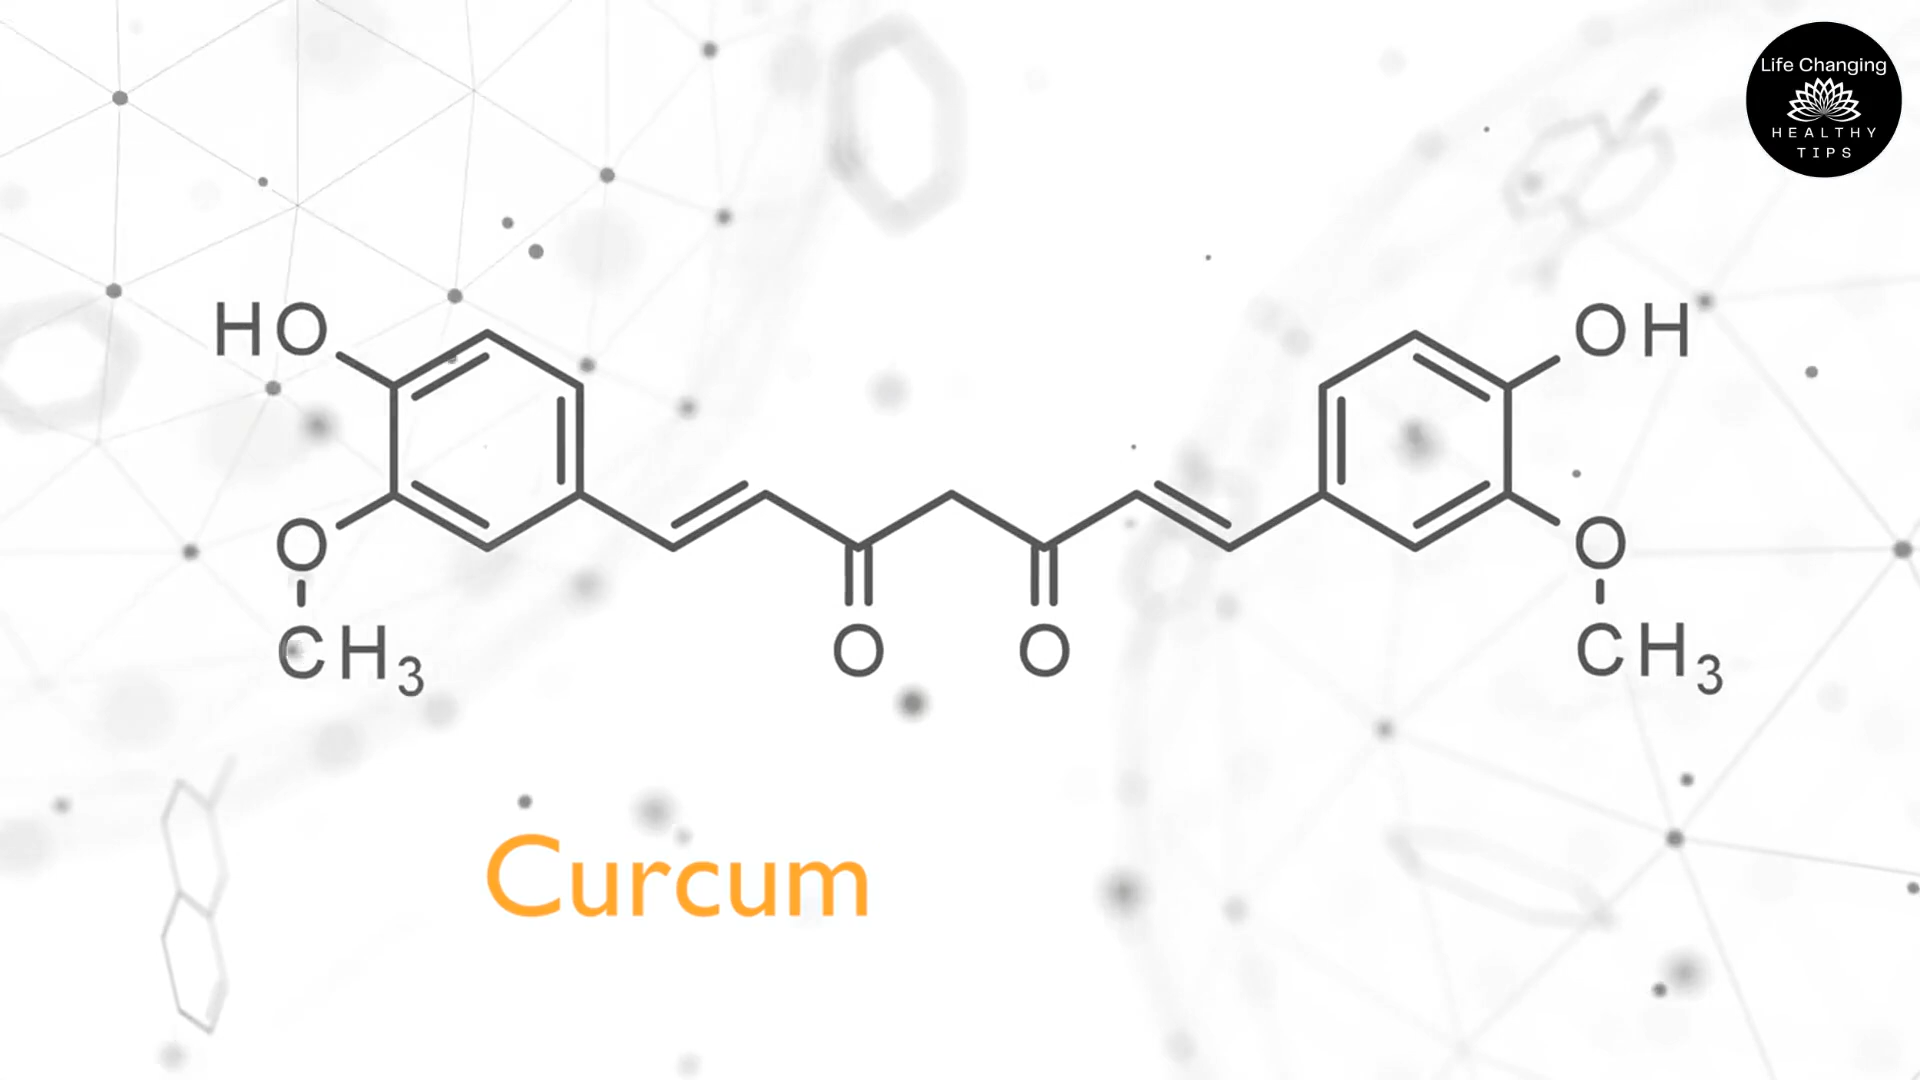 Life Changing
HEALTHY
TIPS
HO
OH
O
O
CH3
O
O
CH3
Curcum